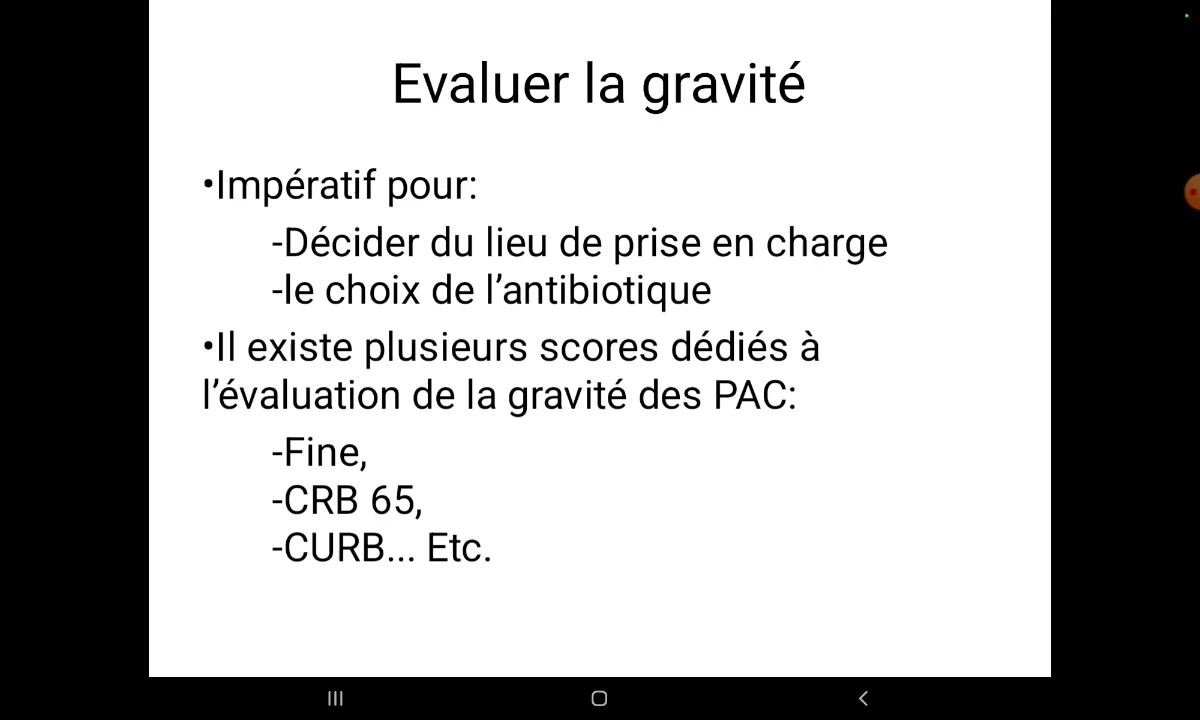 Evaluer la gravité
•Impératif pour:
-Décider du lieu de prise en charge
-le choix de l’antibiotique
•Il existe plusieurs scores dédiés à
l’évaluation de la gravité des PAC:
-Fine,
-CRB 65,
-CURB... Etc.